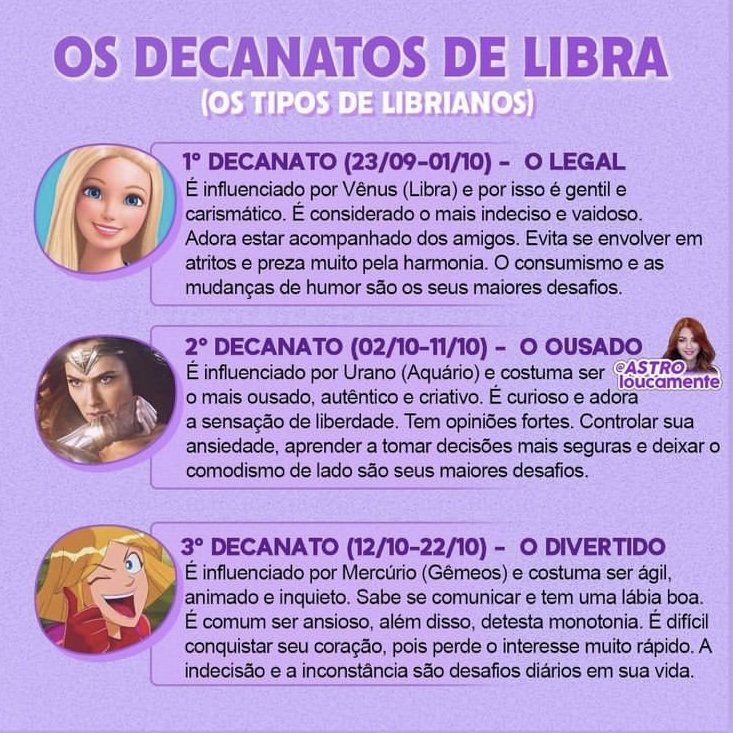 OS DECANATOS DE LIBRA
(OS TIPOS DE LIBRIANOS)
1º DECANATO (23/09-01/10) - O LEGAL
É influenciado por Vênus (Libra) e por isso é gentil e
carismático. É considerado o mais indeciso e vaidoso.
Adora estar acompanhado dos amigos. Evita se envolver em
atritos e preza muito pela harmonia. O consumismo e as
mudanças de humor são os seus maiores desafios.
2º DECANATO (02/10-11/10) - O OUSADO
É influenciado por Urano (Aquário) e costuma ser
o mais ousado, autêntico e criativo. É curioso e adora
a sensação de liberdade. Tem opiniões fortes. Controlar sua
ansiedade, aprender a tomar decisões mais seguras e deixar o
comodismo de lado são seus maiores desafios.
@ASTRO
loucamente
3º DECANATO (12/10-22/10) - O DIVERTIDO
É influenciado por Mercúrio (Gêmeos) e costuma ser ágil,
animado e inquieto. Sabe se comunicar e tem uma lábia boa.
É comum ser ansioso, além disso, detesta monotonia. É difícil
conquistar seu coração, pois perde o interesse muito rápido. A
indecisão e a inconstância são desafios diários em sua vida.